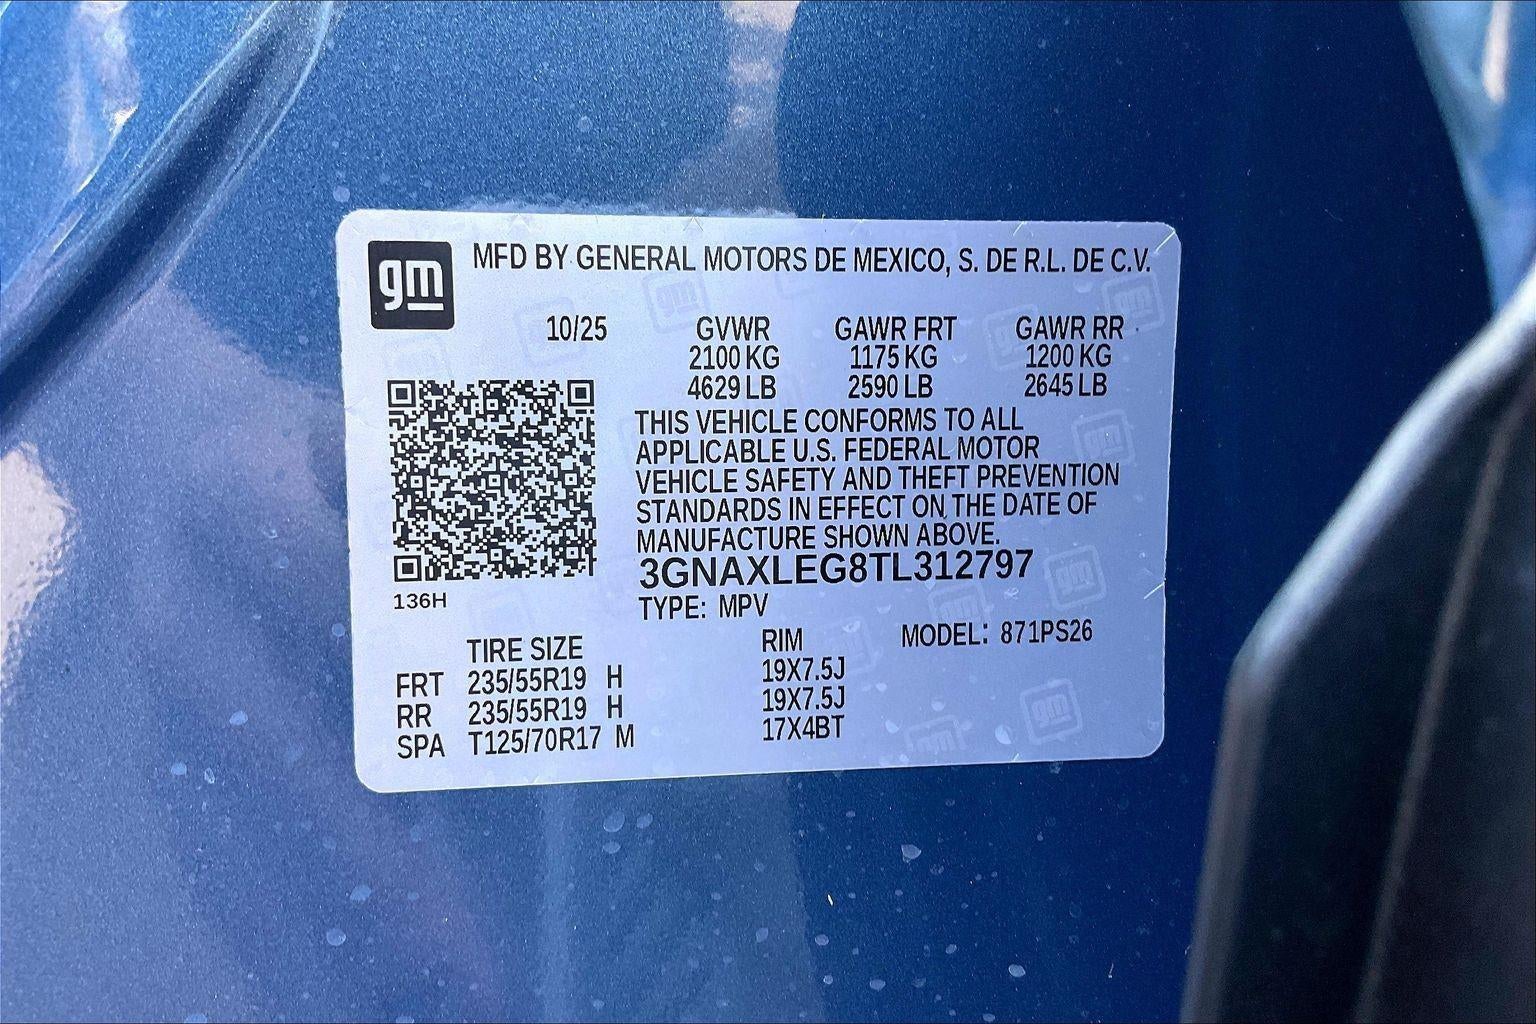 gm
MFD BY GENERAL MOTORS DE MEXICO, S. DE R.L. DE C.V.
10/25 GVWR GAWR FRT GAWR RR
2100 KG 1175 KG 1200 KG
4629 LB 2590 LB 2645 LB
THIS VEHICLE CONFORMS TO ALL
APPLICABLE U.S. FEDERAL MOTOR
VEHICLE SAFETY AND THEFT PREVENTION
STANDARDS IN EFFECT ON THE DATE OF
MANUFACTURE SHOWN ABOVE.
3GNAXLEG8TL312797
136H
TYPE: MPV
TIRE SIZE RIM MODEL: 871PS26
FRT 235/55R19 H 19X7.5J
RR 235/55R19 H 19X7.5J
SPA T125/70R17 M 17X4BT